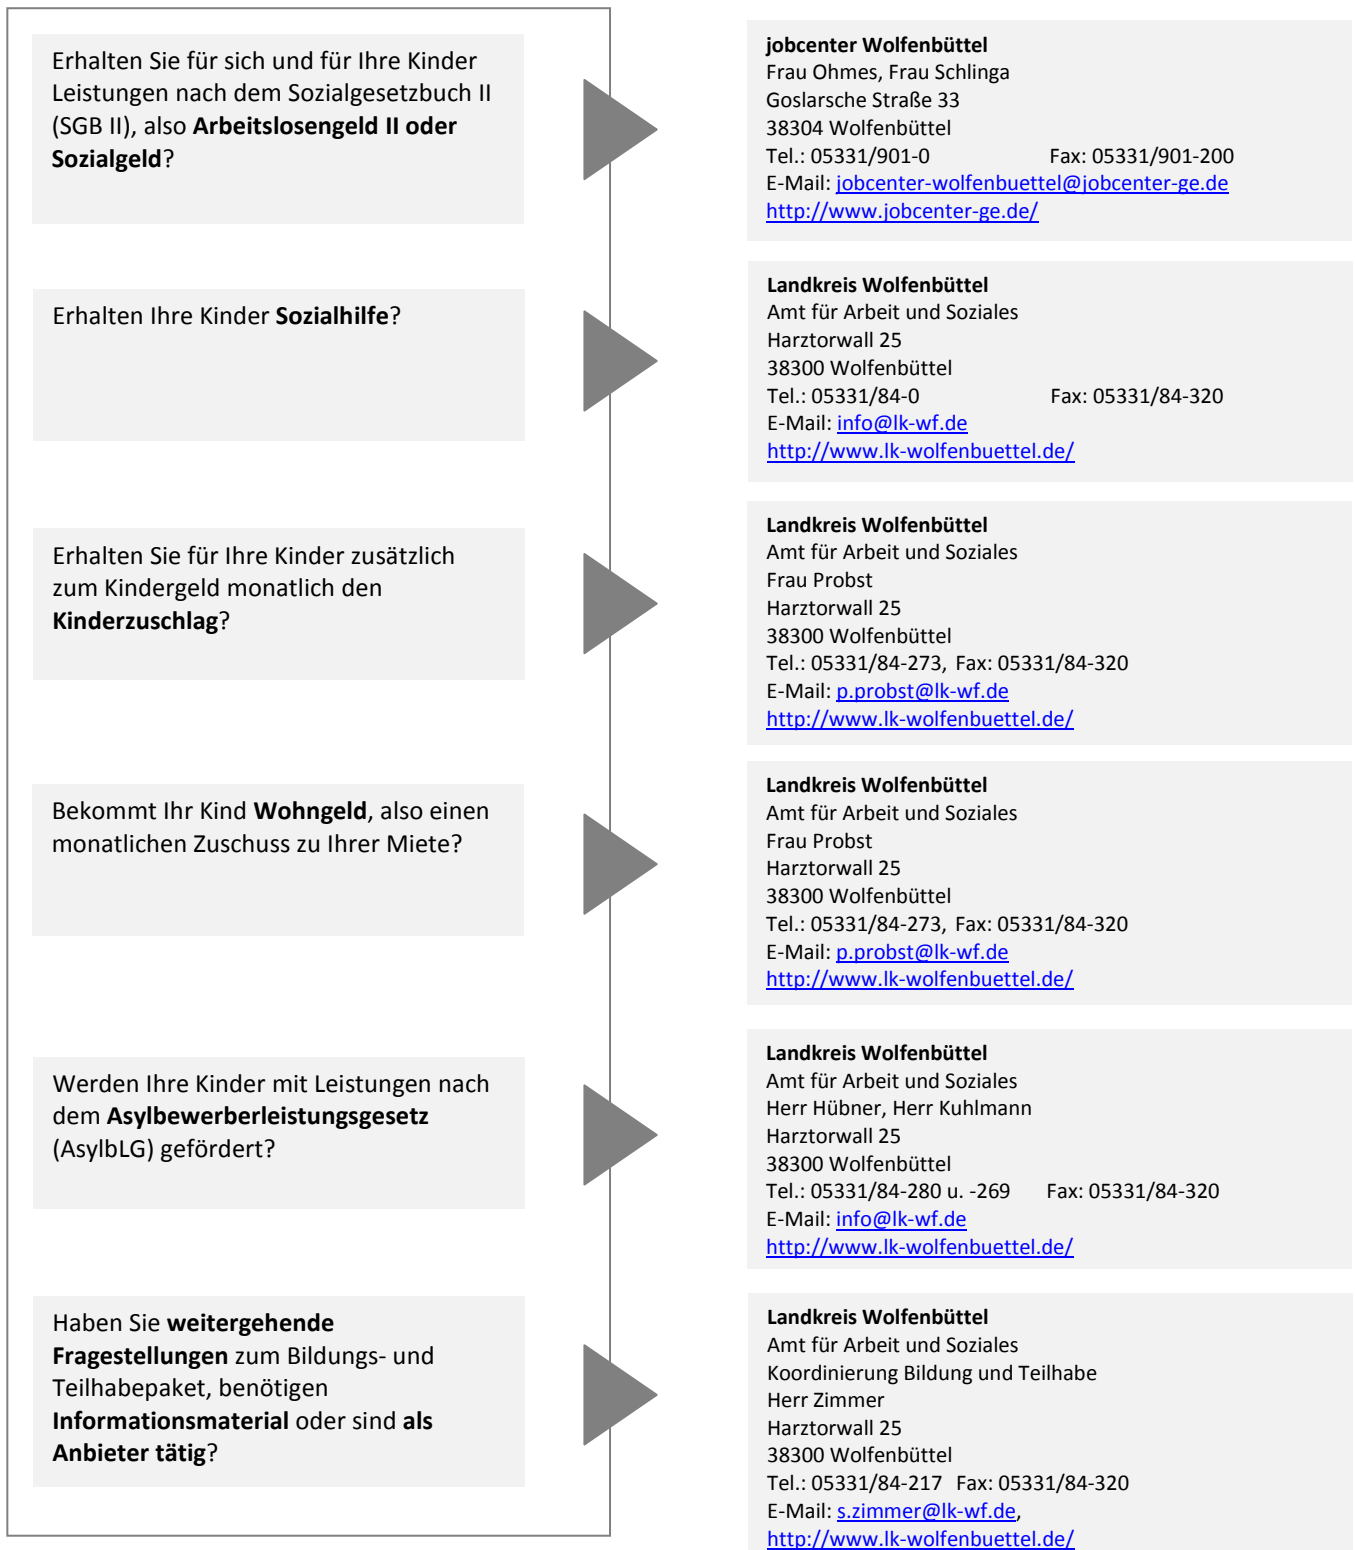 Erhalten Sie für sich und für Ihre Kinder
Leistungen nach dem Sozialgesetzbuch II
(SGB II), also Arbeitslosengeld II oder
Sozialgeld?
jobcenter Wolfenbüttel
Frau Ohmes, Frau Schlinga
Goslarsche Straße 33
38304 Wolfenbüttel
Tel.: 05331/901-0 Fax: 05331/901-200
E-Mail: jobcenter-wolfenbuettel@jobcenter-ge.de
http://www.jobcenter-ge.de/
Erhalten Ihre Kinder Sozialhilfe?
Landkreis Wolfenbüttel
Amt für Arbeit und Soziales
Harztorwall 25
38300 Wolfenbüttel
Tel.: 05331/84-0 Fax: 05331/84-320
E-Mail: info@lk-wf.de
http://www.lk-wolfenbuettel.de/
Erhalten Sie für Ihre Kinder zusätzlich
zum Kindergeld monatlich den
Kinderzuschlag?
Landkreis Wolfenbüttel
Amt für Arbeit und Soziales
Frau Probst
Harztorwall 25
38300 Wolfenbüttel
Tel.: 05331/84-273, Fax: 05331/84-320
E-Mail: p.probst@lk-wf.de
http://www.lk-wolfenbuettel.de/
Bekommt Ihr Kind Wohngeld, also einen
monatlichen Zuschuss zu Ihrer Miete?
Landkreis Wolfenbüttel
Amt für Arbeit und Soziales
Frau Probst
Harztorwall 25
38300 Wolfenbüttel
Tel.: 05331/84-273, Fax: 05331/84-320
E-Mail: p.probst@lk-wf.de
http://www.lk-wolfenbuettel.de/
Werden Ihre Kinder mit Leistungen nach
dem Asylbewerberleistungsgesetz
(AsylbLG) gefördert?
Landkreis Wolfenbüttel
Amt für Arbeit und Soziales
Herr Hübner, Herr Kuhlmann
Harztorwall 25
38300 Wolfenbüttel
Tel.: 05331/84-280 u. -269 Fax: 05331/84-320
E-Mail: info@lk-wf.de
http://www.lk-wolfenbuettel.de/
Haben Sie weitergehende
Fragestellungen zum Bildungs- und
Teilhabepaket, benötigen
Informationsmaterial oder sind als
Anbieter tätig?
Landkreis Wolfenbüttel
Amt für Arbeit und Soziales
Koordinierung Bildung und Teilhabe
Herr Zimmer
Harztorwall 25
38300 Wolfenbüttel
Tel.: 05331/84-217 Fax: 05331/84-320
E-Mail: s.zimmer@lk-wf.de,
http://www.lk-wolfenbuettel.de/